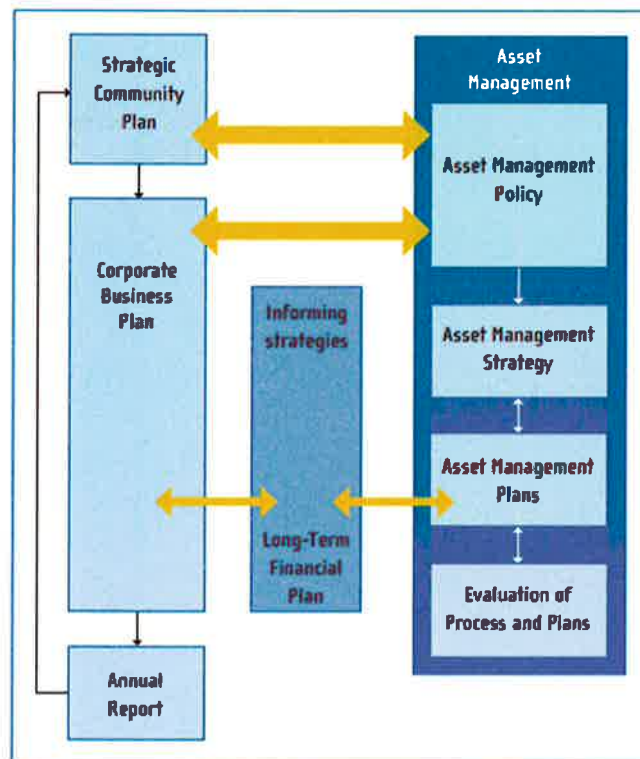 Strategic
Community
Plan
Corporate
Business
Plan
Annual
Report
Informing
strategies
Long-Term
Financial
Plan
Asset
Management
Asset Management
Policy
Asset Management
Strategy
Asset Management
Plans
Evaluation of
Process and Plans